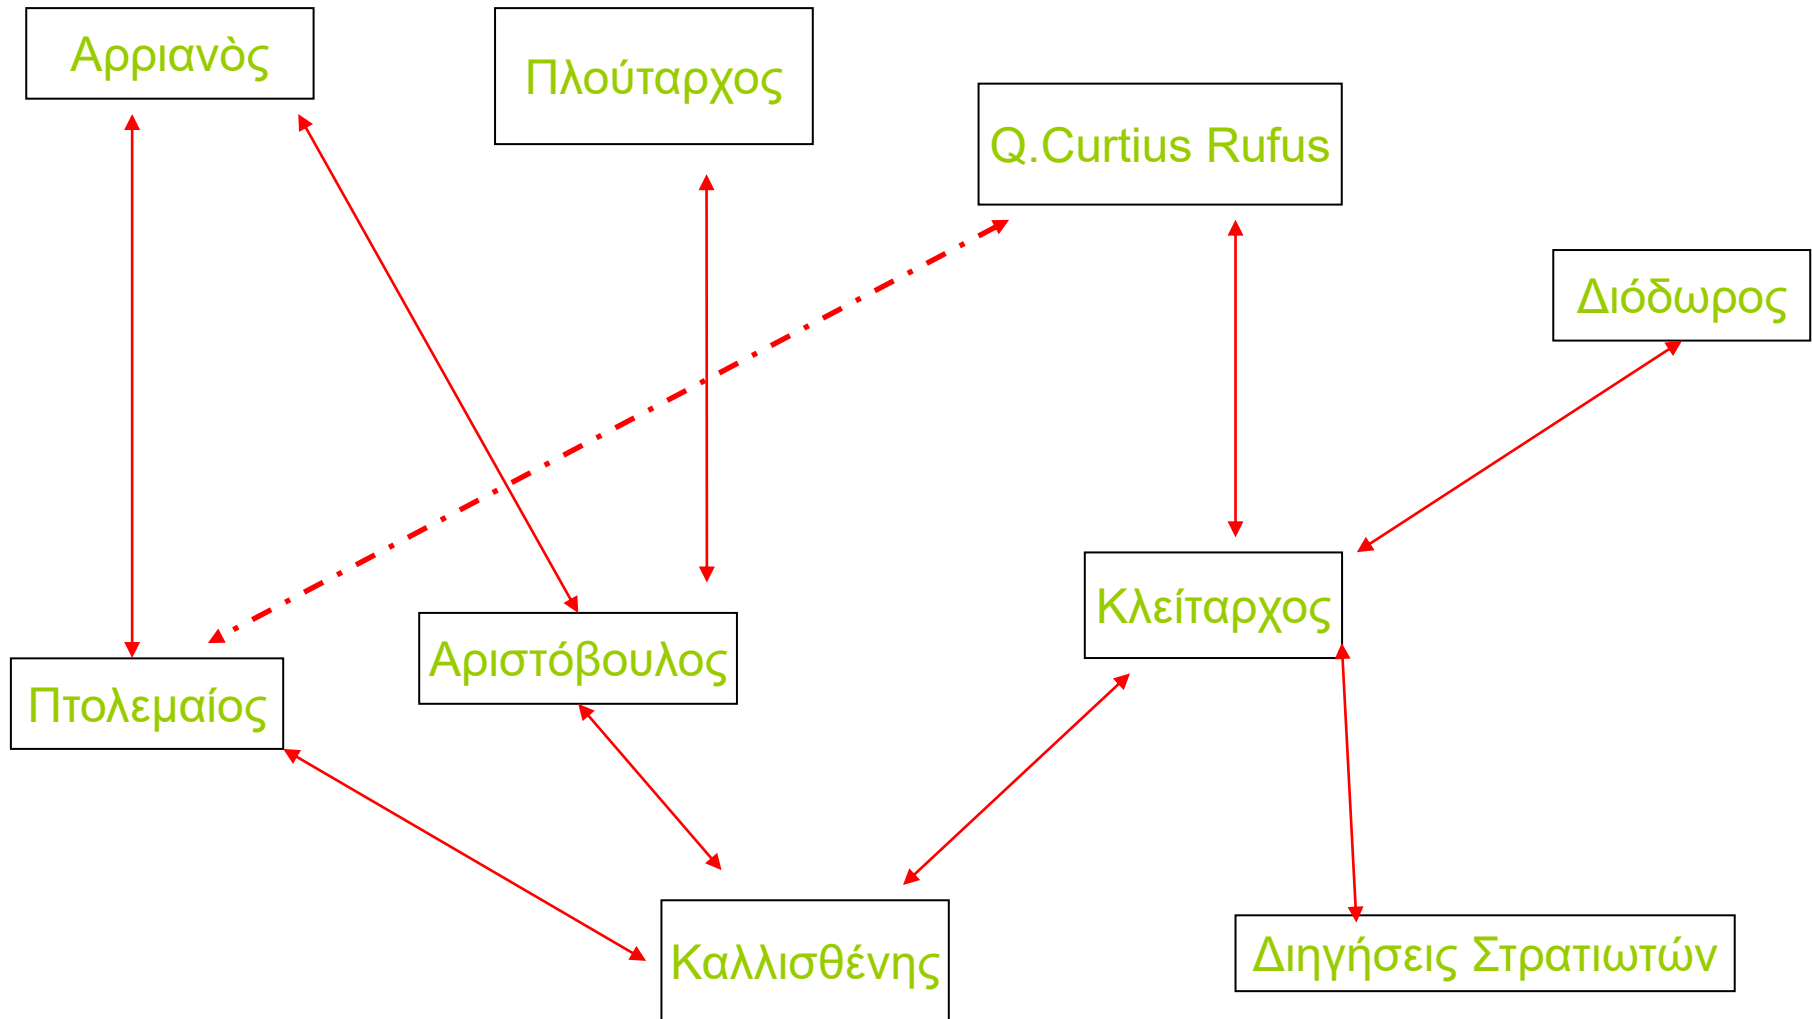 Αρριανὸς
Πλούταρχος
Q.Curtius Rufus
Διόδωρος
Κλείταρχος
Αριστόβουλος
Πτολεμαίος
Καλλισθένης
Διηγήσεις Στρατιωτών